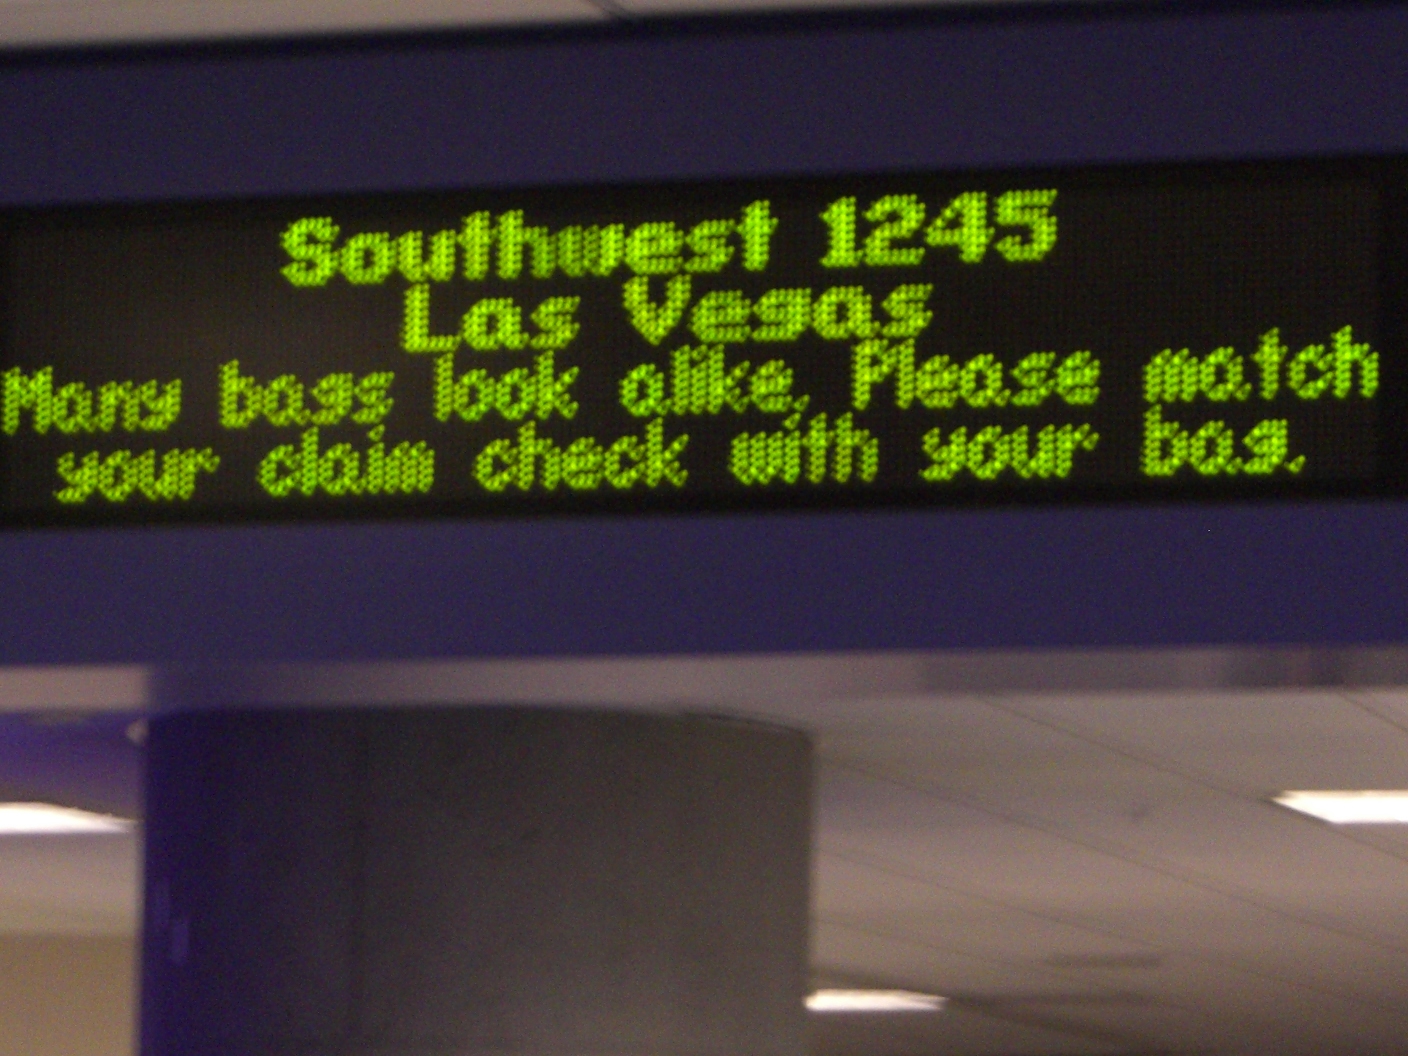 Southwest 1245
Las Vegas
Many bags look alike, Please match
your claim check with your bag.